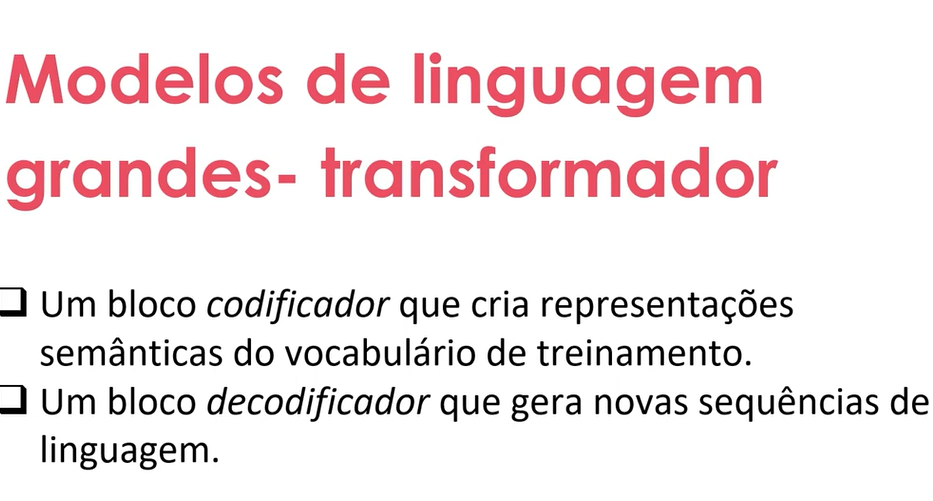 Modelos de linguagem
grandes- transformador
❑ Um bloco codificador que cria representações
semânticas do vocabulário de treinamento.
❑ Um bloco decodificador que gera novas sequências de
linguagem.